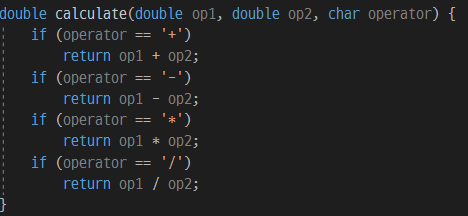 double calculate(double op1, double op2, char operator) {
    if (operator == '+')
        return op1 + op2;
    if (operator == '-')
        return op1 - op2;
    if (operator == '*')
        return op1 * op2;
    if (operator == '/')
        return op1 / op2;
}